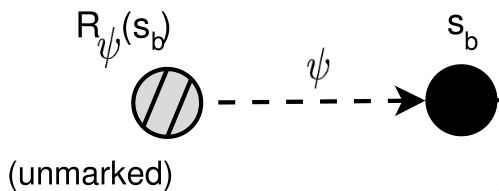 R_ψ(s_b)
s_b
ψ
(unmarked)